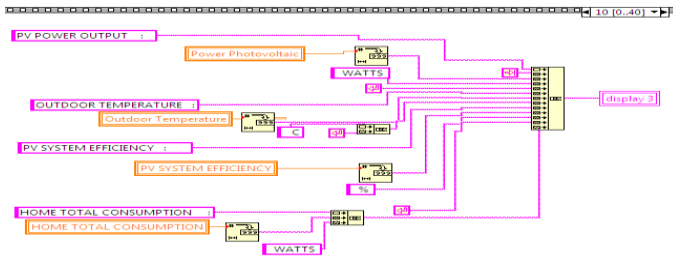 10 [0..40]
PV POWER OUTPUT :
Power Photovoltaic
WATTS
OUTDOOR TEMPERATURE :
Outdoor Temperature
C
PV SYSTEM EFFICIENCY :
PV SYSTEM EFFICIENCY
%
HOME TOTAL CONSUMPTION :
HOME TOTAL CONSUMPTION
WATTS
display 3